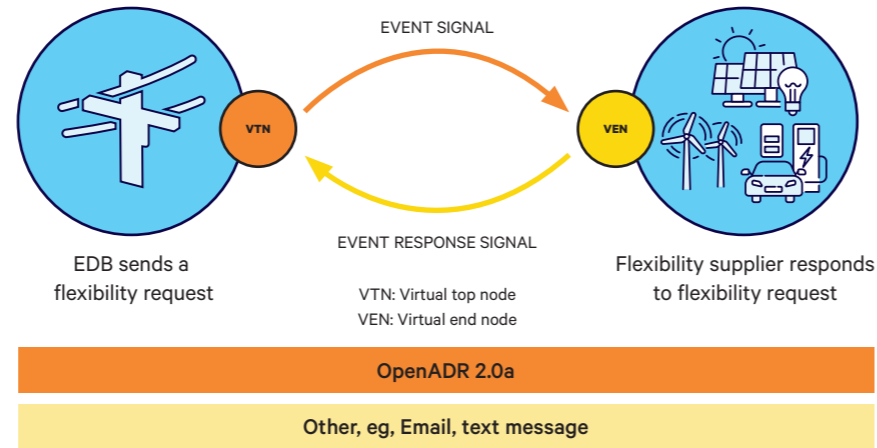 EVENT SIGNAL
VTN
VEN
EVENT RESPONSE SIGNAL
EDB sends a
flexibility request
Flexibility supplier responds
to flexibility request
VTN: Virtual top node
VEN: Virtual end node
OpenADR 2.0a
Other, eg, Email, text message